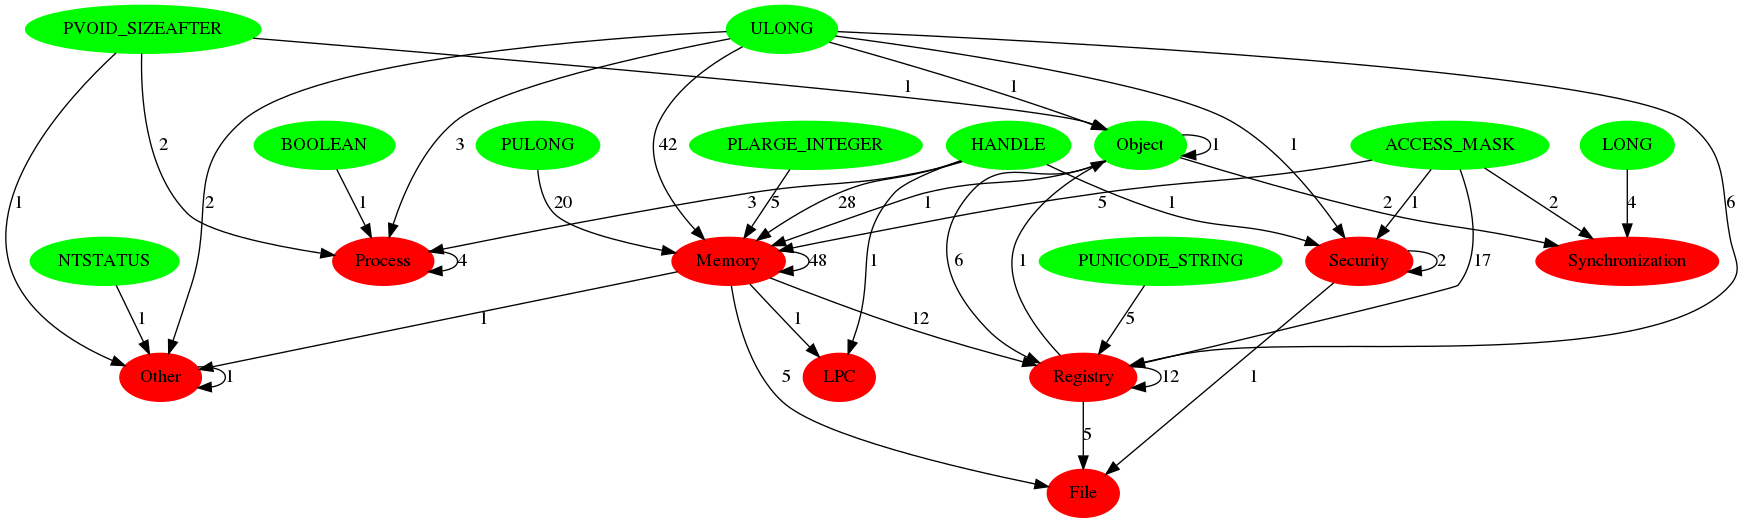 PVOID_SIZEAFTER
ULONG
1
1
BOOLEAN
PULONG
PLARGE_INTEGER
HANDLE
Object
ACCESS_MASK
LONG
2
3
42
1
1
1
2
1
20
5
28
1
3
1
5
2
1
2
4
6
NTSTATUS
Process
4
Memory
48
1
6
1
PUNICODE_STRING
17
Security
2
Synchronization
1
1
1
12
5
Other
1
5
LPC
Registry
12
1
5
File